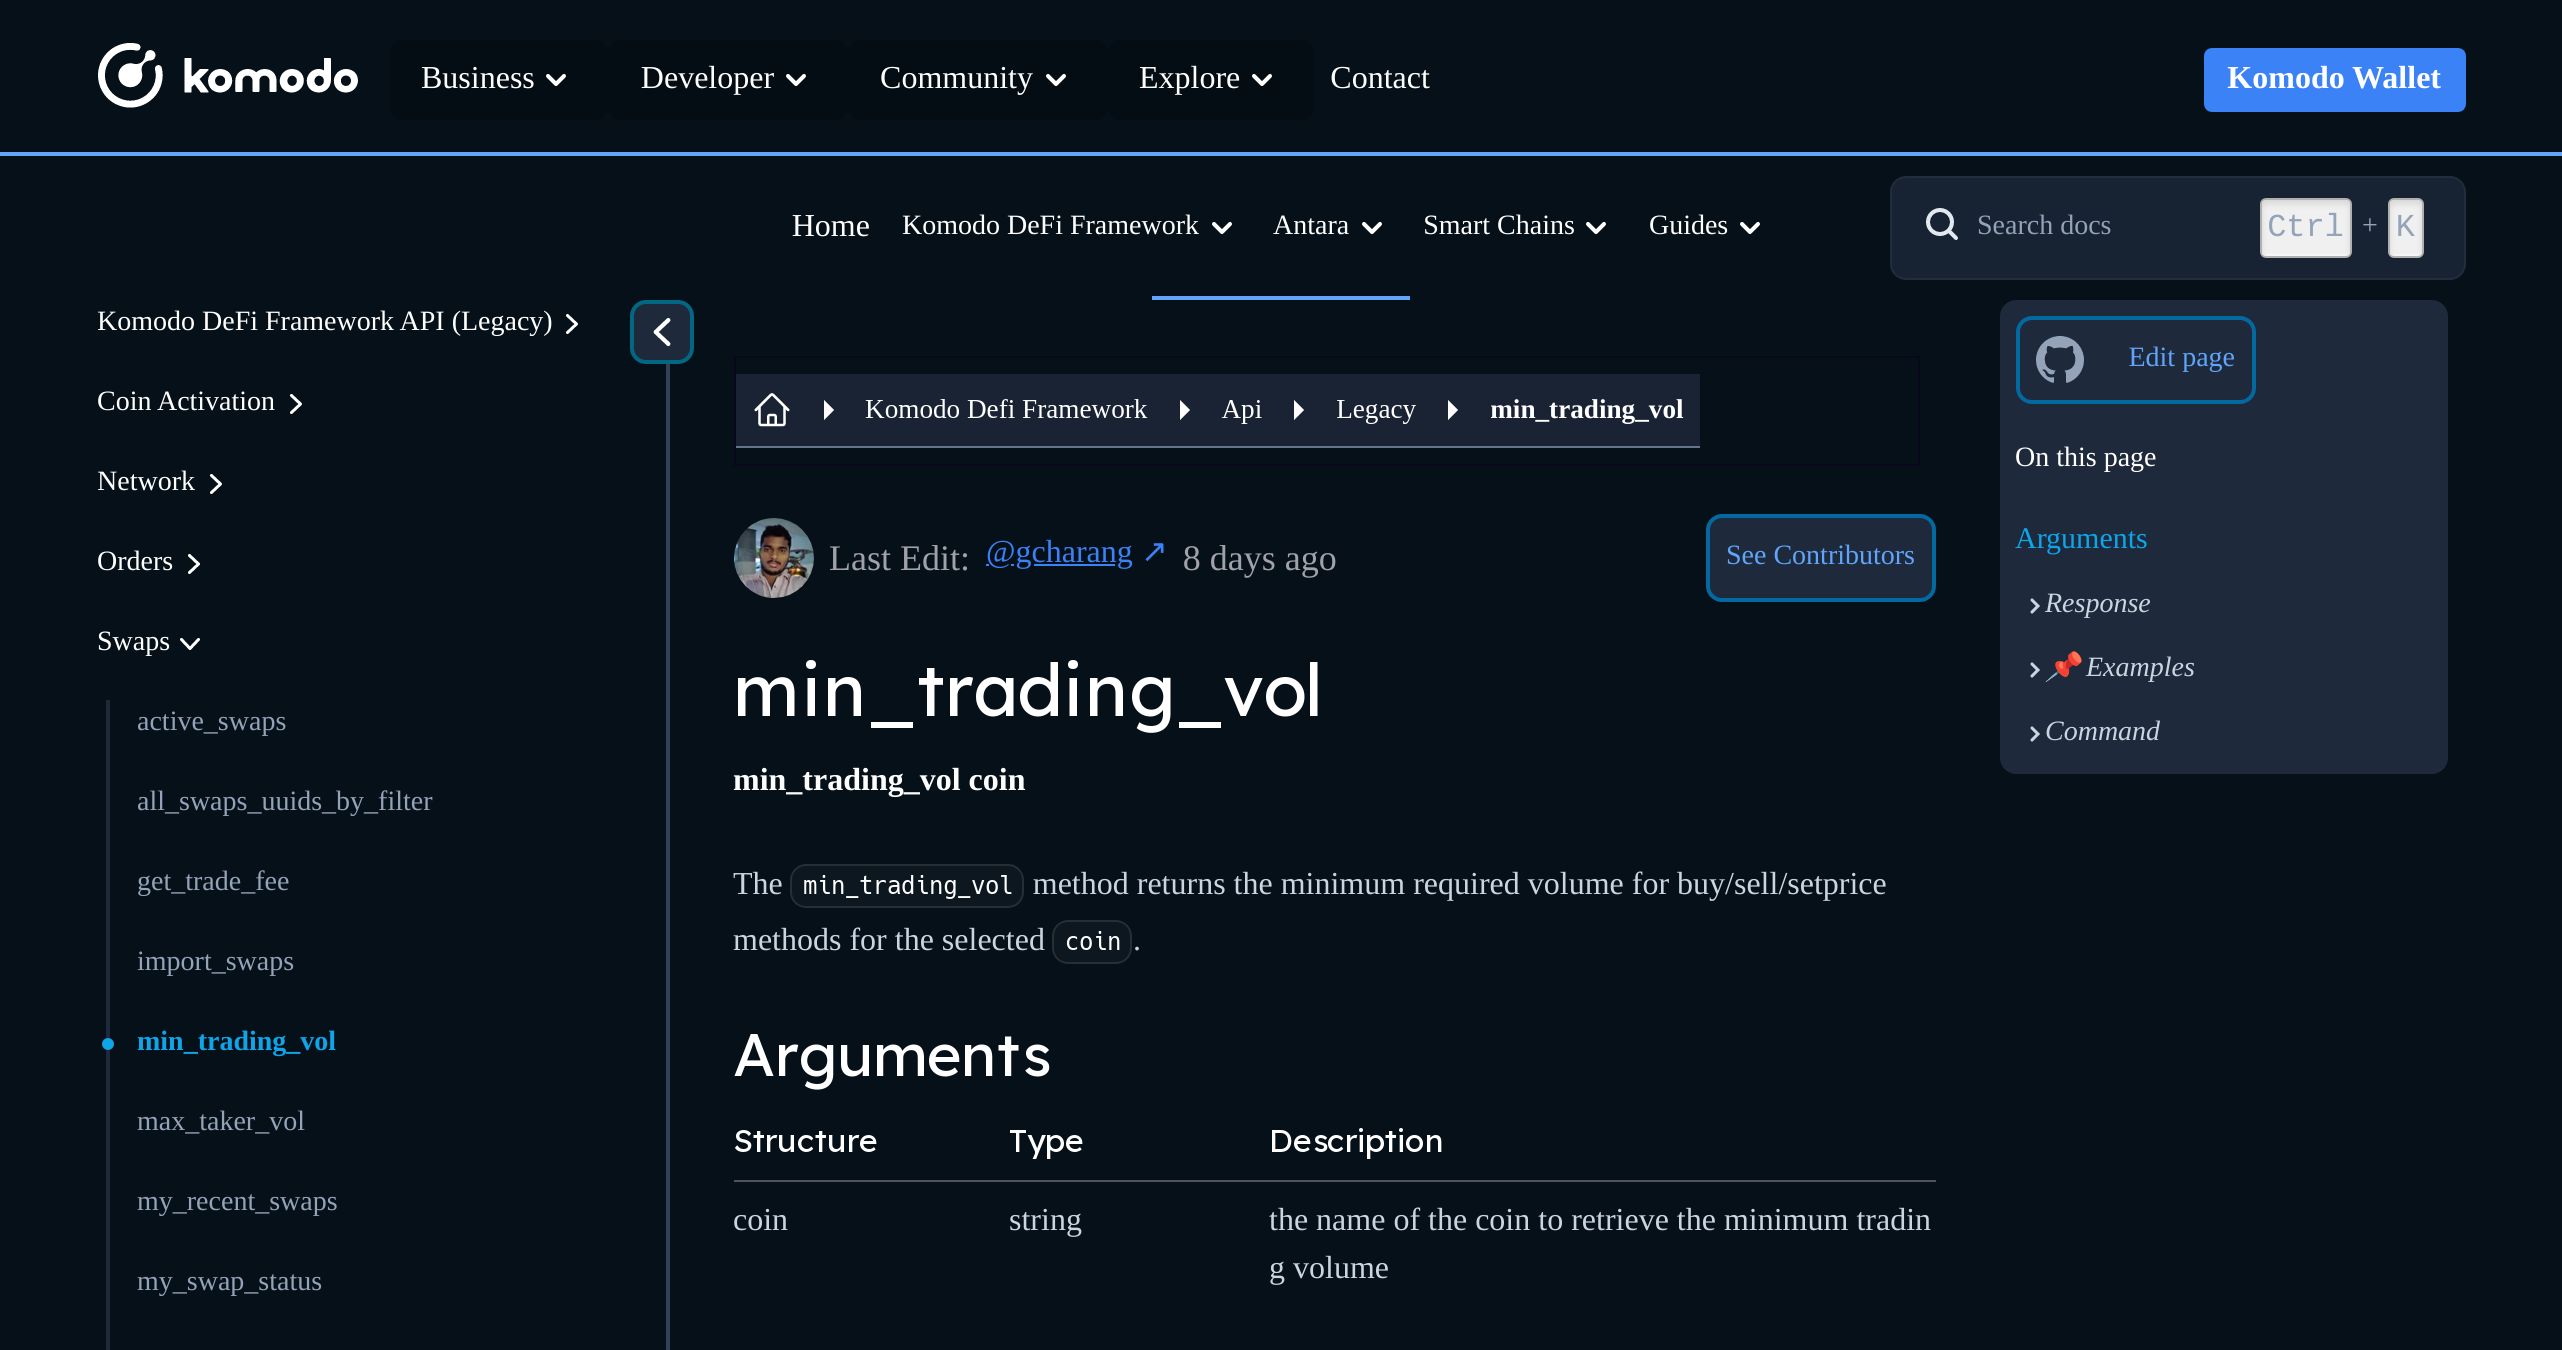 komodo Business Developer Community Explore Contact Komodo Wallet
Home Komodo DeFi Framework Antara Smart Chains Guides Search docs Ctrl + K
Komodo DeFi Framework API (Legacy)
Coin Activation
Network
Orders
Swaps
active_swaps
all_swaps_uuids_by_filter
get_trade_fee
import_swaps
min_trading_vol
max_taker_vol
my_recent_swaps
my_swap_status
Komodo Defi Framework Api Legacy min_trading_vol
Last Edit: @gcharang ↗ 8 days ago See Contributors
min_trading_vol
min_trading_vol coin
The min_trading_vol method returns the minimum required volume for buy/sell/setprice
methods for the selected coin.
Arguments
Structure Type Description
coin string the name of the coin to retrieve the minimum tradin
g volume
Edit page
On this page
Arguments
Response
📌 Examples
Command